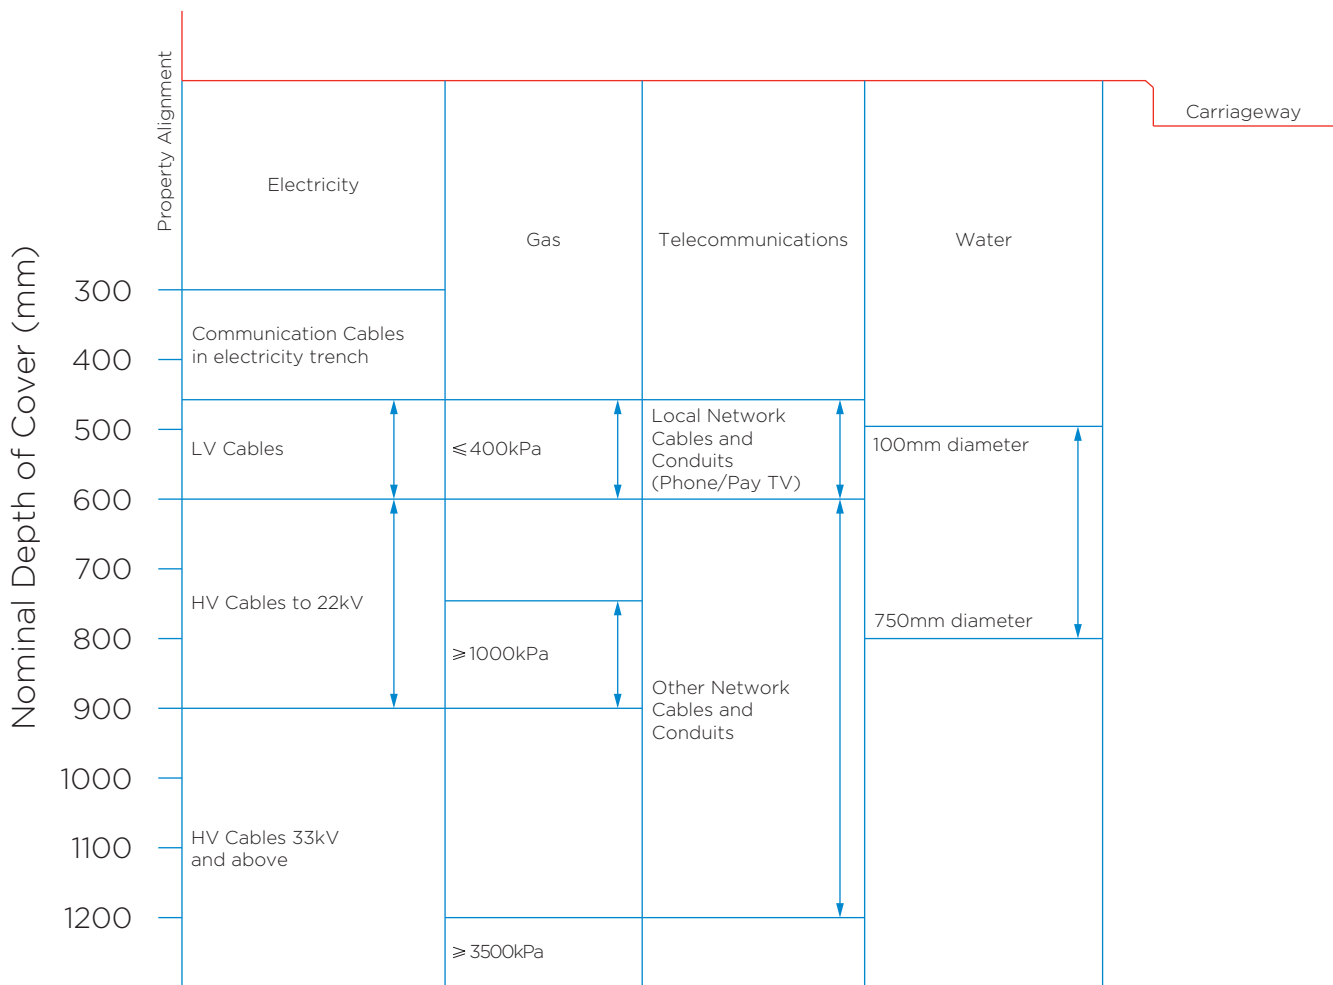 Property Alignment
Carriageway
Electricity
Gas
Telecommunications
Water
Nominal Depth of Cover (mm)
300
400
500
600
700
800
900
1000
1100
1200
Communication Cables
in electricity trench
LV Cables
HV Cables to 22kV
HV Cables 33kV
and above
⩽ 400kPa
⩾ 1000kPa
⩾ 3500kPa
Local Network
Cables and
Conduits
(Phone/Pay TV)
Other Network
Cables and
Conduits
100mm diameter
750mm diameter